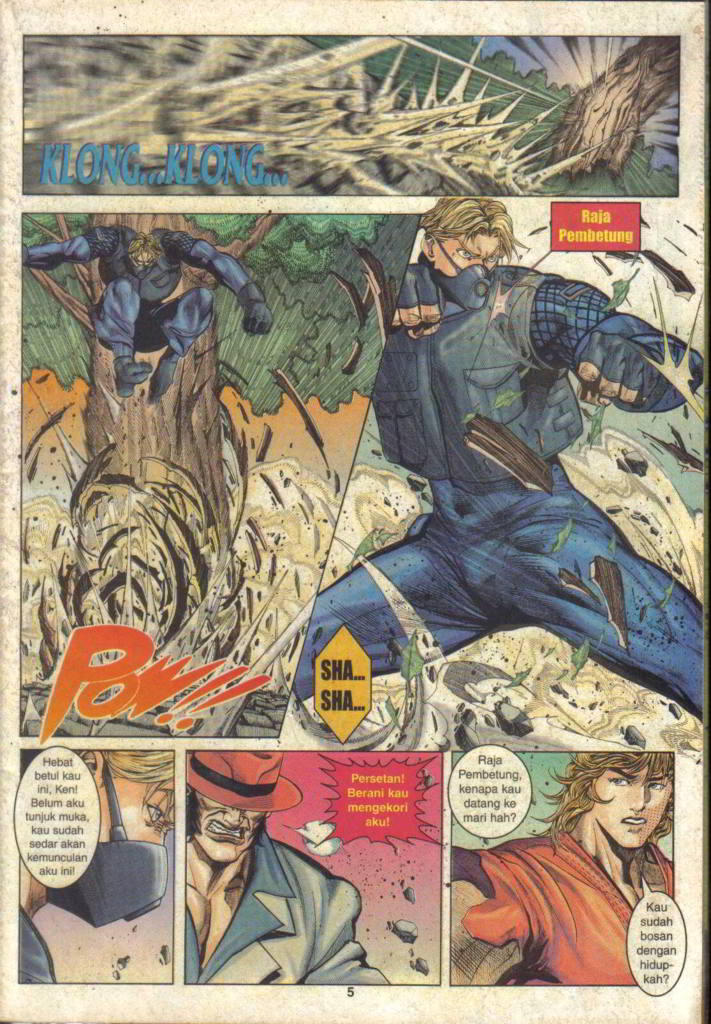 KLONG...KLONG...
Raja
Pembetung
POW!!!
SHA...
SHA...
Hebat
betul kau
ini, Ken!
Belum aku
tunjuk muka,
kau sudah
sedar akan
kemunculan
aku ini!
Persetan!
Berani kau
mengekori
aku!
Raja
Pembetung,
kenapa kau
datang ke
mari hah?
Kau
sudah
bosan
dengan
hidup-
kah?
5